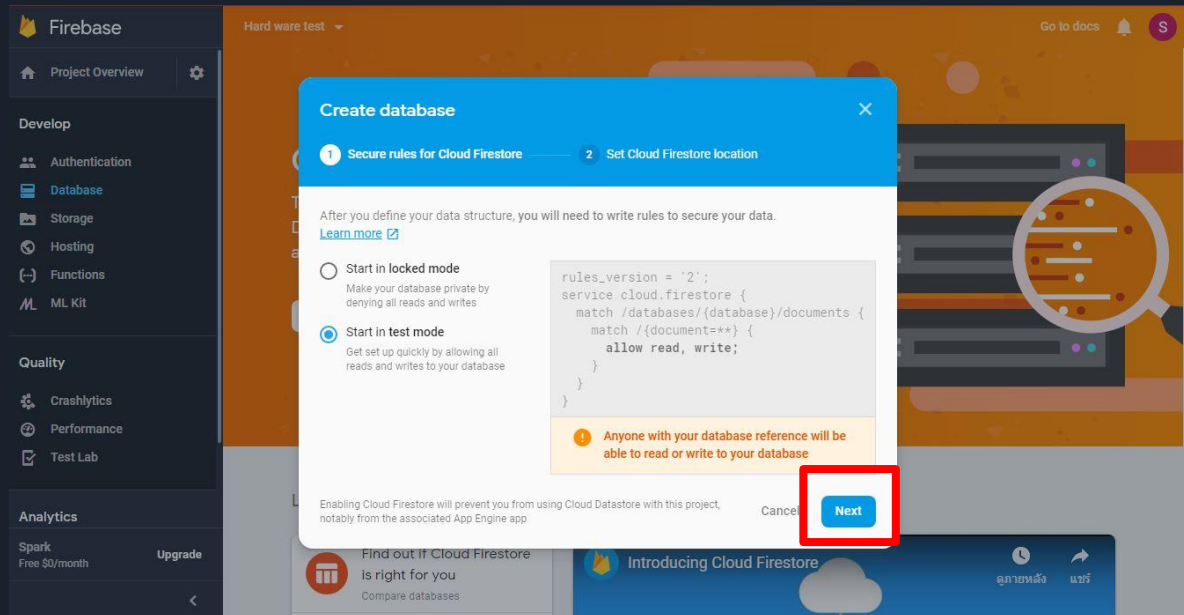 Firebase
Hard ware test
Go to docs
S
Project Overview
Develop
Authentication
Database
Storage
Hosting
Functions
ML Kit
Quality
Crashlytics
Performance
Test Lab
Analytics
Spark
Free $0/month
Upgrade
Create database
1 Secure rules for Cloud Firestore
2 Set Cloud Firestore location
After you define your data structure, you will need to write rules to secure your data.
Learn more
Start in locked mode
Make your database private by
denying all reads and writes
Start in test mode
Get set up quickly by allowing all
reads and writes to your database
rules_version = '2';
service cloud.firestore {
match /databases/{database}/documents {
match /{document=**} {
allow read, write;
}
}
}
Anyone with your database reference will be
able to read or write to your database
Enabling Cloud Firestore will prevent you from using Cloud Datastore with this project,
notably from the associated App Engine app
Cancel
Next
Find out if Cloud Firestore
is right for you
Compare databases
Introducing Cloud Firestore
ดูภายหลัง
แชร์